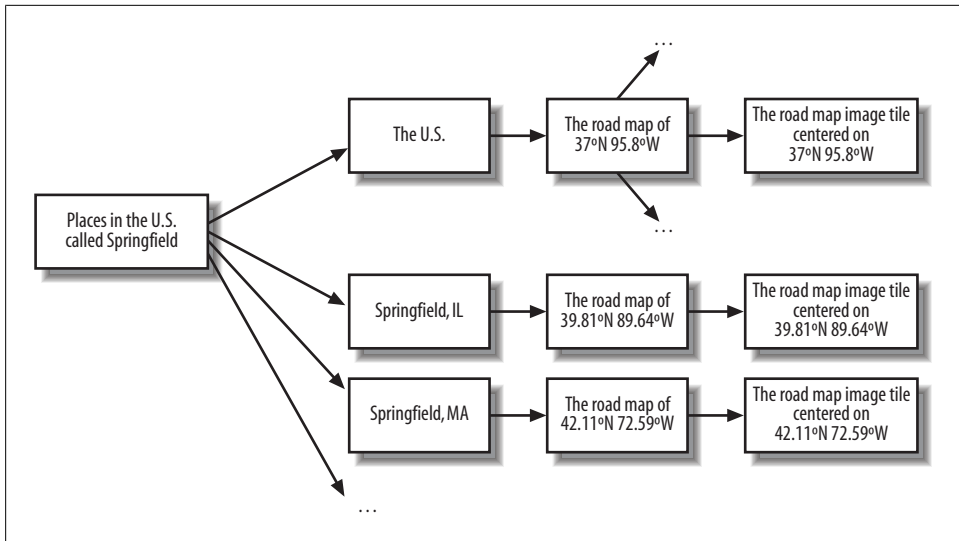 ...
The U.S.
The road map of
37ºN 95.8ºW
The road map image tile
centered on
37ºN 95.8ºW
Places in the U.S.
called Springfield
...
Springfield, IL
The road map of
39.81ºN 89.64ºW
The road map image tile
centered on
39.81ºN 89.64ºW
Springfield, MA
The road map of
42.11ºN 72.59ºW
The road map image tile
centered on
42.11ºN 72.59ºW
...